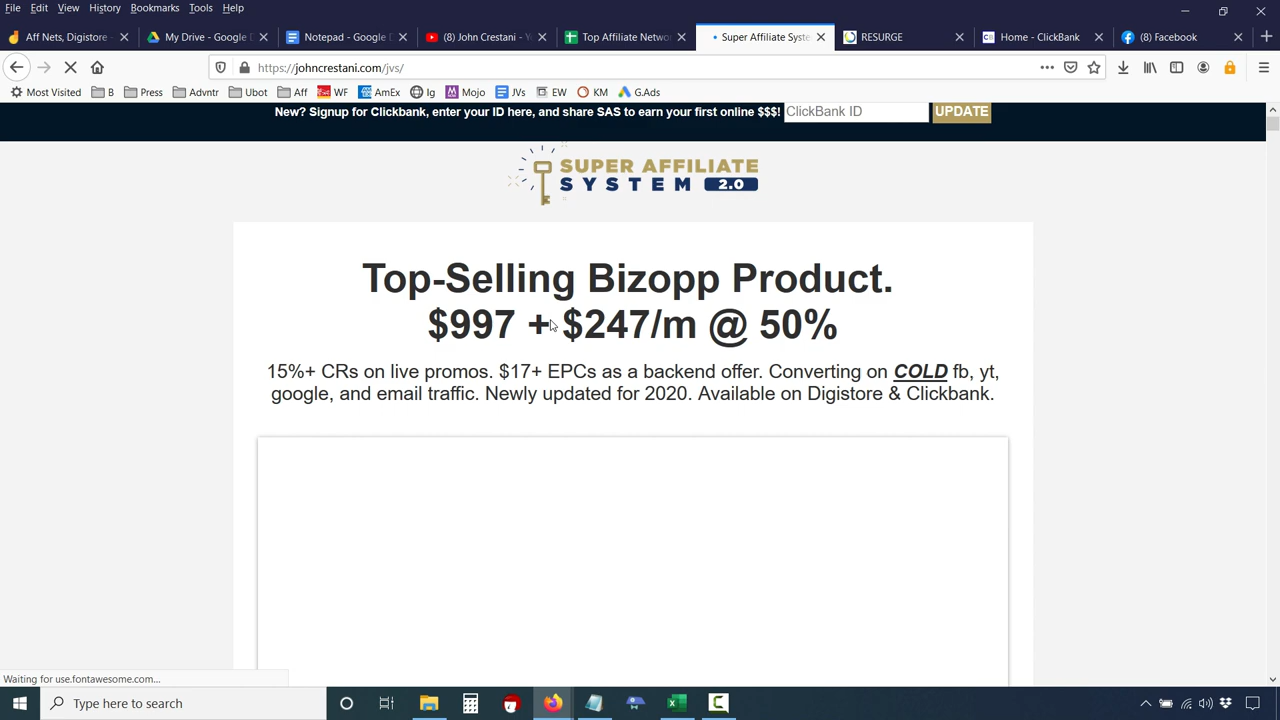 File Edit View History Bookmarks Tools Help
Aff Nets, Digistore
My Drive - Google
Notepad - Google
(8) John Crestani -
Top Affiliate Netwo
Super Affiliate Syste
RESURGE
Home - ClickBank
(8) Facebook
https://johncrestani.com/jvs/
Most Visited B Press Advntr Ubot Aff WF AmEx Ig Mojo JVs EW KM G.Ads
New? Signup for Clickbank, enter your ID here, and share SAS to earn your first online $$$! ClickBank ID UPDATE
SUPER AFFILIATE
SYSTEM 2.0
Top-Selling Bizopp Product.
$997 + $247/m @ 50%
15%+ CRs on live promos. $17+ EPCs as a backend offer. Converting on COLD fb, yt,
google, and email traffic. Newly updated for 2020. Available on Digistore & Clickbank.
Waiting for use.fontawesome.com...
Type here to search